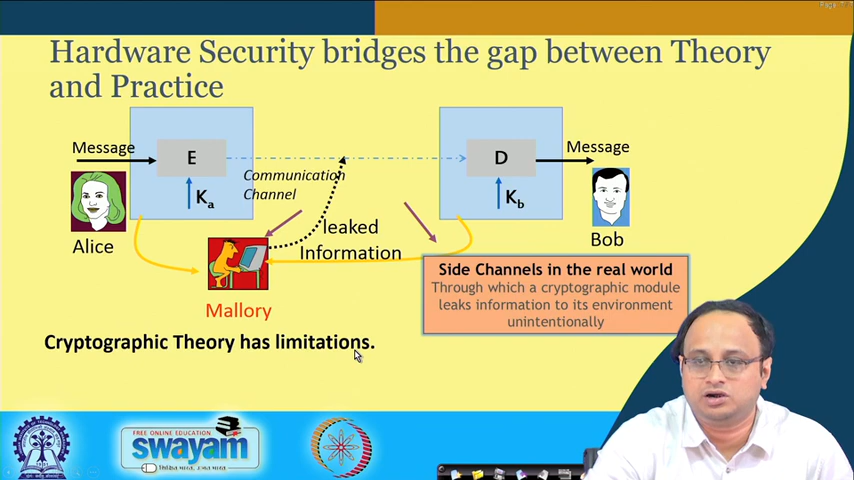 Hardware Security bridges the gap between Theory
and Practice
Message
E
Communication
Channel
D
Message
Ka
Kb
Alice
leaked
Information
Bob
Mallory
Side Channels in the real world
Through which a cryptographic module
leaks information to its environment
unintentionally
Cryptographic Theory has limitations.
FREE ONLINE EDUCATION
swayam